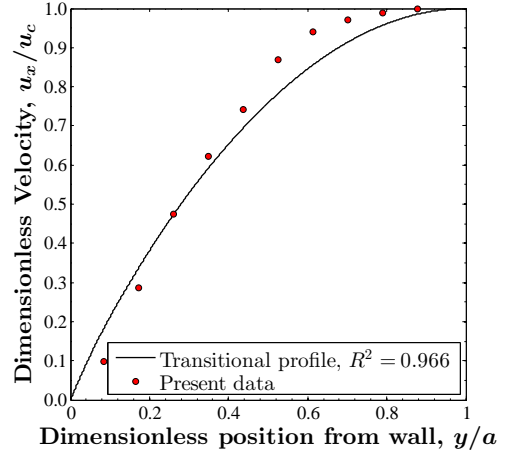 1.0
0.9
0.8
0.7
0.6
0.5
0.4
0.3
0.2
0.1
0.0
Dimensionless Velocity, u_x/u_c
Transitional profile, R² = 0.966
Present data
0 0.2 0.4 0.6 0.8 1
Dimensionless position from wall, y/a